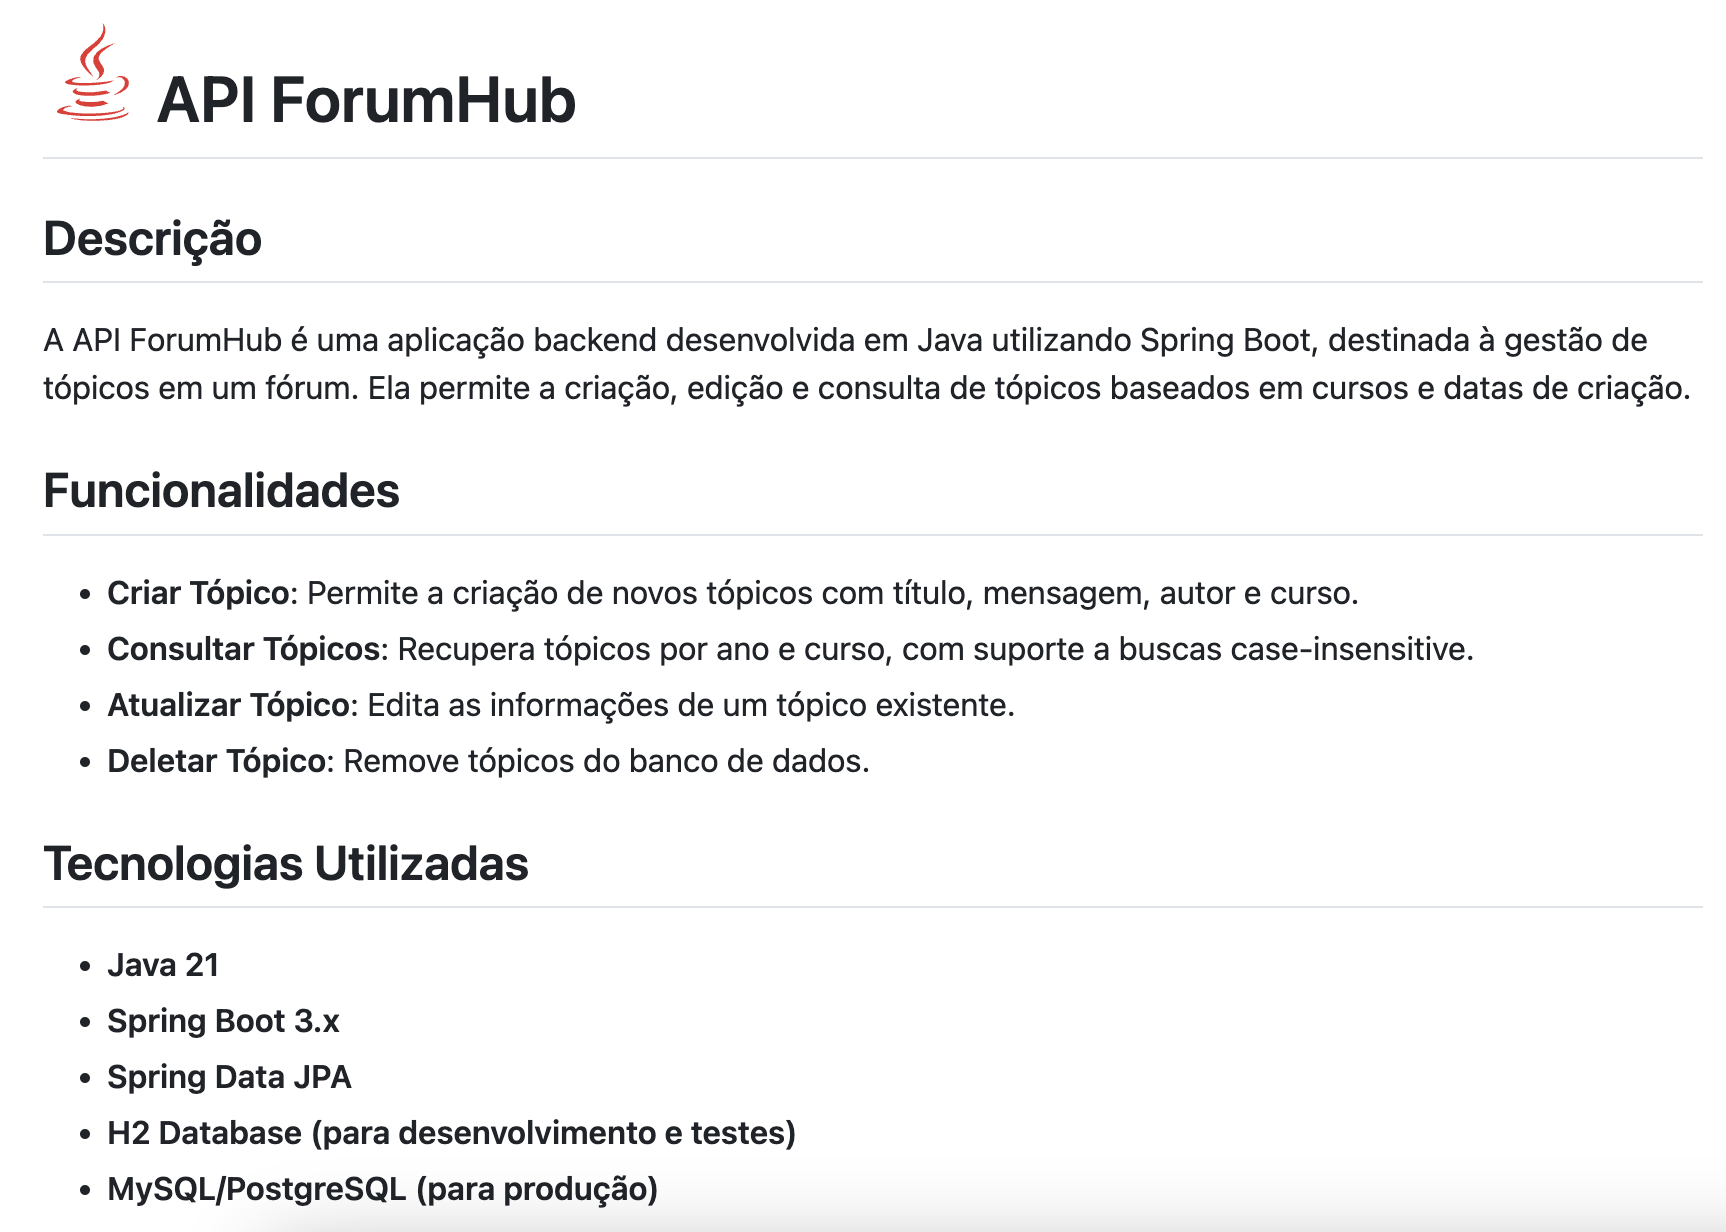 API ForumHub
Descrição
A API ForumHub é uma aplicação backend desenvolvida em Java utilizando Spring Boot, destinada à gestão de
tópicos em um fórum. Ela permite a criação, edição e consulta de tópicos baseados em cursos e datas de criação.
Funcionalidades
• Criar Tópico: Permite a criação de novos tópicos com título, mensagem, autor e curso.
• Consultar Tópicos: Recupera tópicos por ano e curso, com suporte a buscas case-insensitive.
• Atualizar Tópico: Edita as informações de um tópico existente.
• Deletar Tópico: Remove tópicos do banco de dados.
Tecnologias Utilizadas
• Java 21
• Spring Boot 3.x
• Spring Data JPA
• H2 Database (para desenvolvimento e testes)
• MySQL/PostgreSQL (para produção)